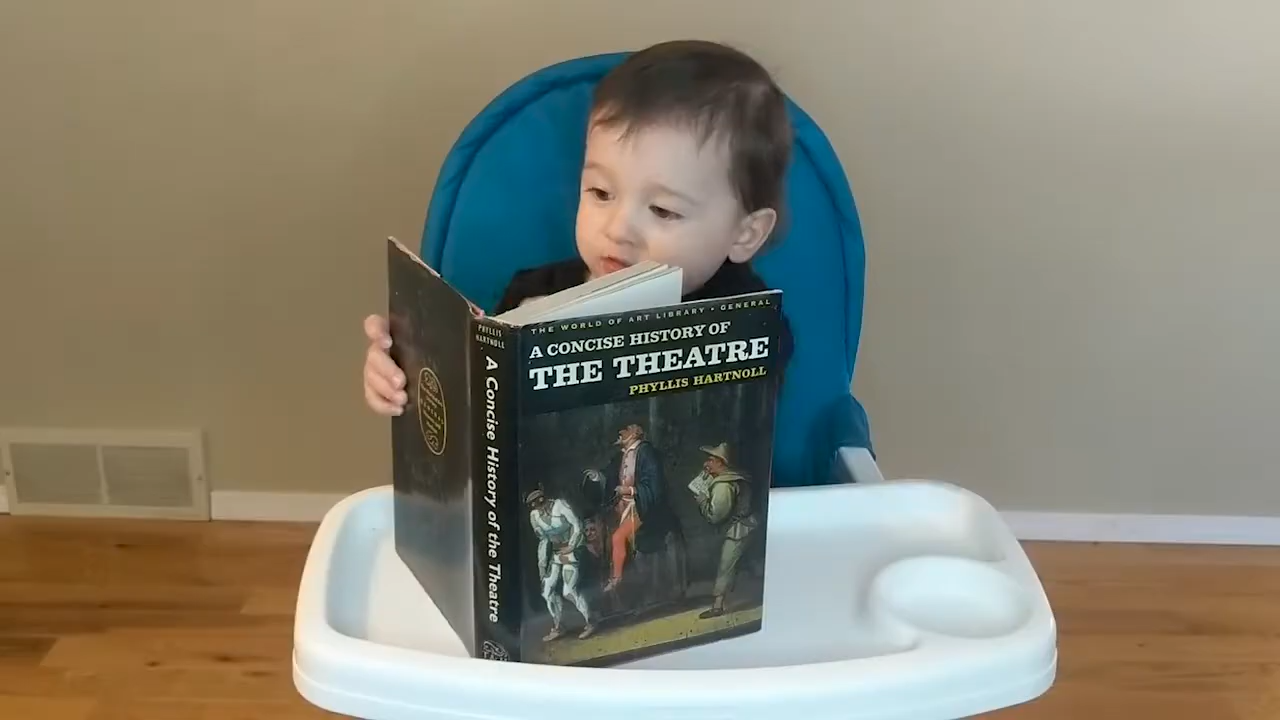 THE WORLD OF ART LIBRARY • GENERAL
A CONCISE HISTORY OF
THE THEATRE
PHYLLIS HARTNOLL
PHYLLIS
HARTNOLL
A Concise History of the Theatre